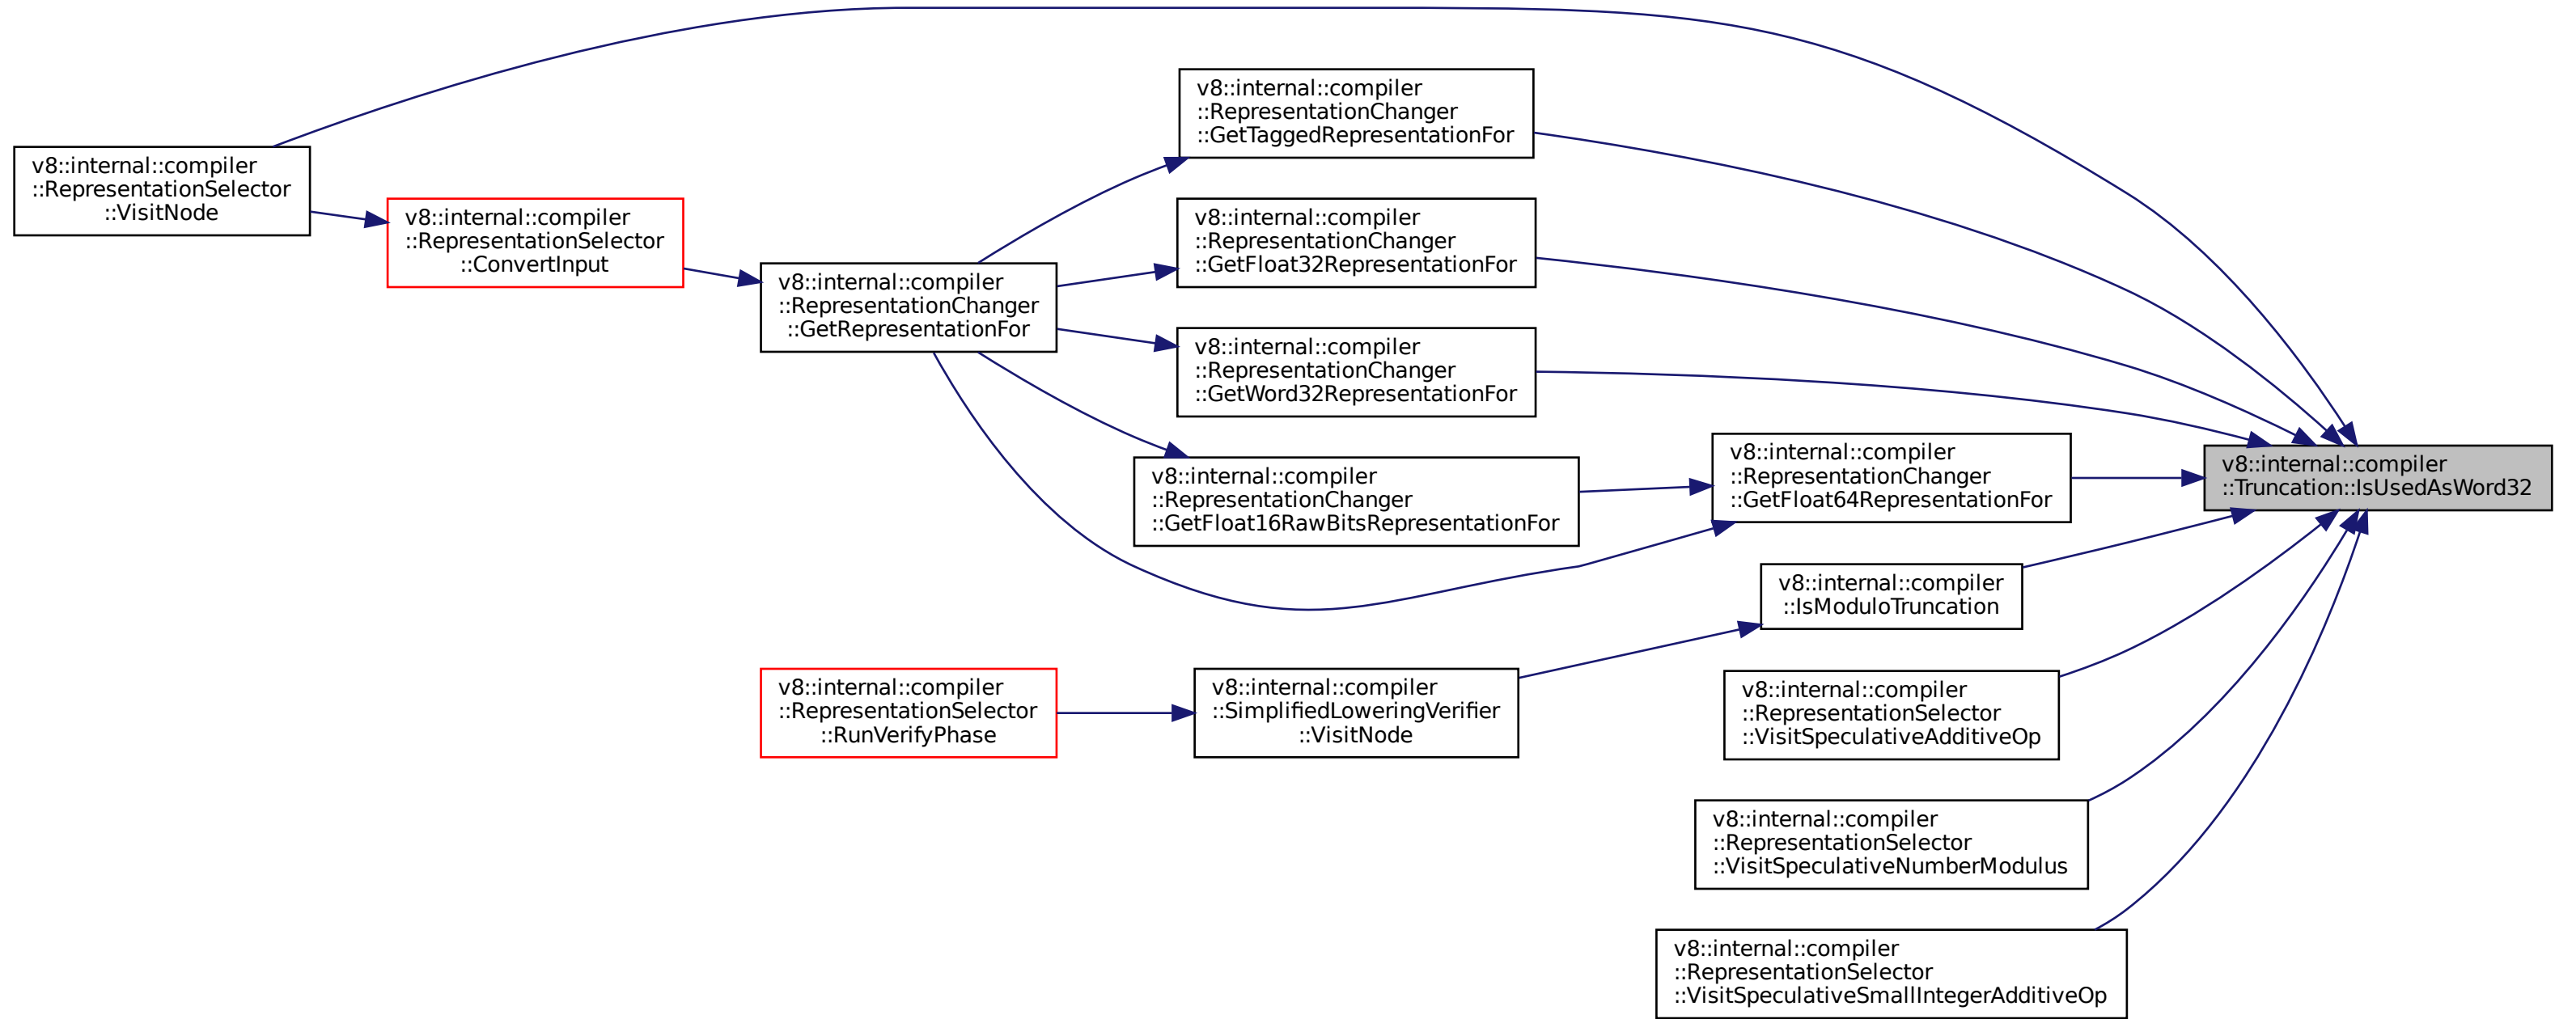 v8::internal::compiler
::RepresentationSelector
::VisitNode
v8::internal::compiler
::RepresentationSelector
::ConvertInput
v8::internal::compiler
::RepresentationChanger
::GetRepresentationFor
v8::internal::compiler
::RepresentationChanger
::GetTaggedRepresentationFor
v8::internal::compiler
::RepresentationChanger
::GetFloat32RepresentationFor
v8::internal::compiler
::RepresentationChanger
::GetWord32RepresentationFor
v8::internal::compiler
::RepresentationChanger
::GetFloat16RawBitsRepresentationFor
v8::internal::compiler
::RepresentationChanger
::GetFloat64RepresentationFor
v8::internal::compiler
::Truncation::IsUsedAsWord32
v8::internal::compiler
::IsModuloTruncation
v8::internal::compiler
::RepresentationSelector
::RunVerifyPhase
v8::internal::compiler
::SimplifiedLoweringVerifier
::VisitNode
v8::internal::compiler
::RepresentationSelector
::VisitSpeculativeAdditiveOp
v8::internal::compiler
::RepresentationSelector
::VisitSpeculativeNumberModulus
v8::internal::compiler
::RepresentationSelector
::VisitSpeculativeSmallIntegerAdditiveOp